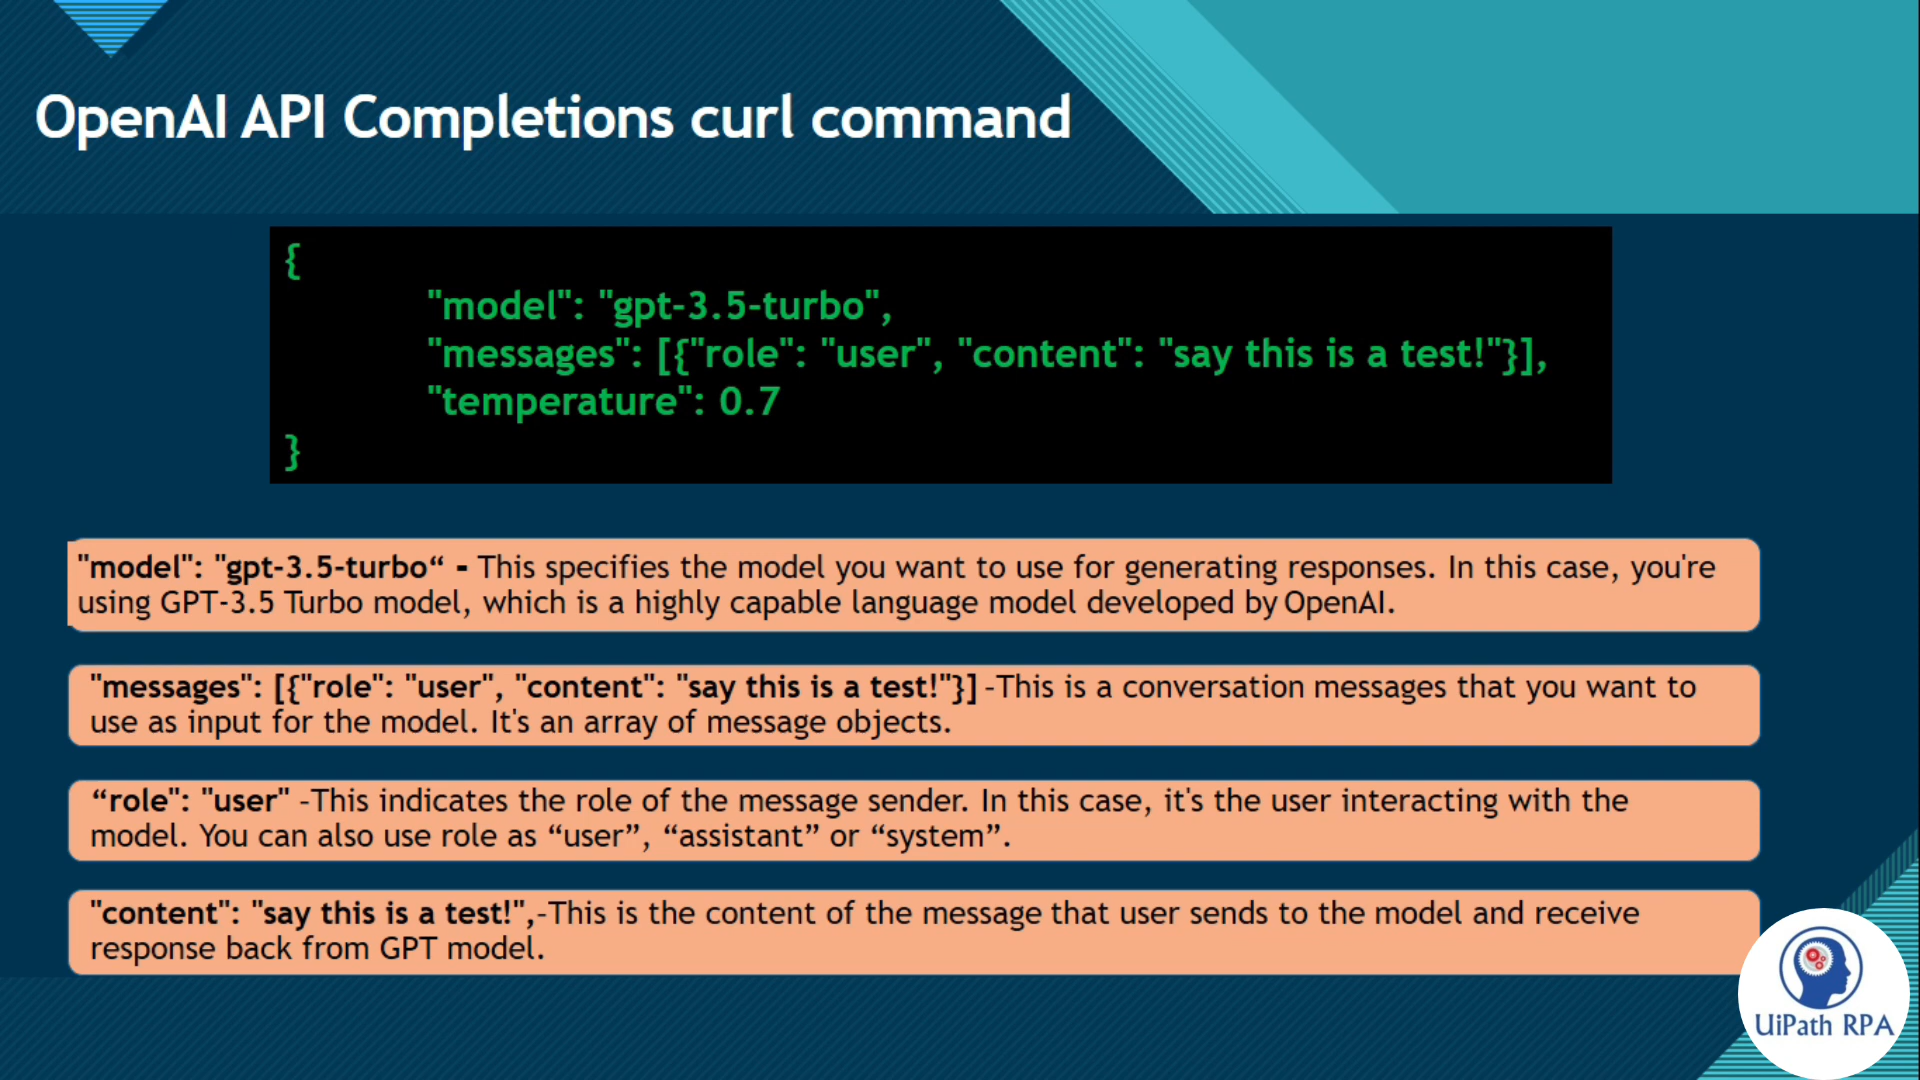 OpenAI API Completions curl command
{
"model": "gpt-3.5-turbo",
"messages": [{"role": "user", "content": "say this is a test!"}],
"temperature": 0.7
}
"model": "gpt-3.5-turbo“ - This specifies the model you want to use for generating responses. In this case, you're
using GPT-3.5 Turbo model, which is a highly capable language model developed by OpenAI.
"messages": [{"role": "user", "content": "say this is a test!"}] -This is a conversation messages that you want to
use as input for the model. It's an array of message objects.
“role": "user" -This indicates the role of the message sender. In this case, it's the user interacting with the
model. You can also use role as “user”, “assistant” or “system”.
"content": "say this is a test!",-This is the content of the message that user sends to the model and receive
response back from GPT model.
UiPath RPA